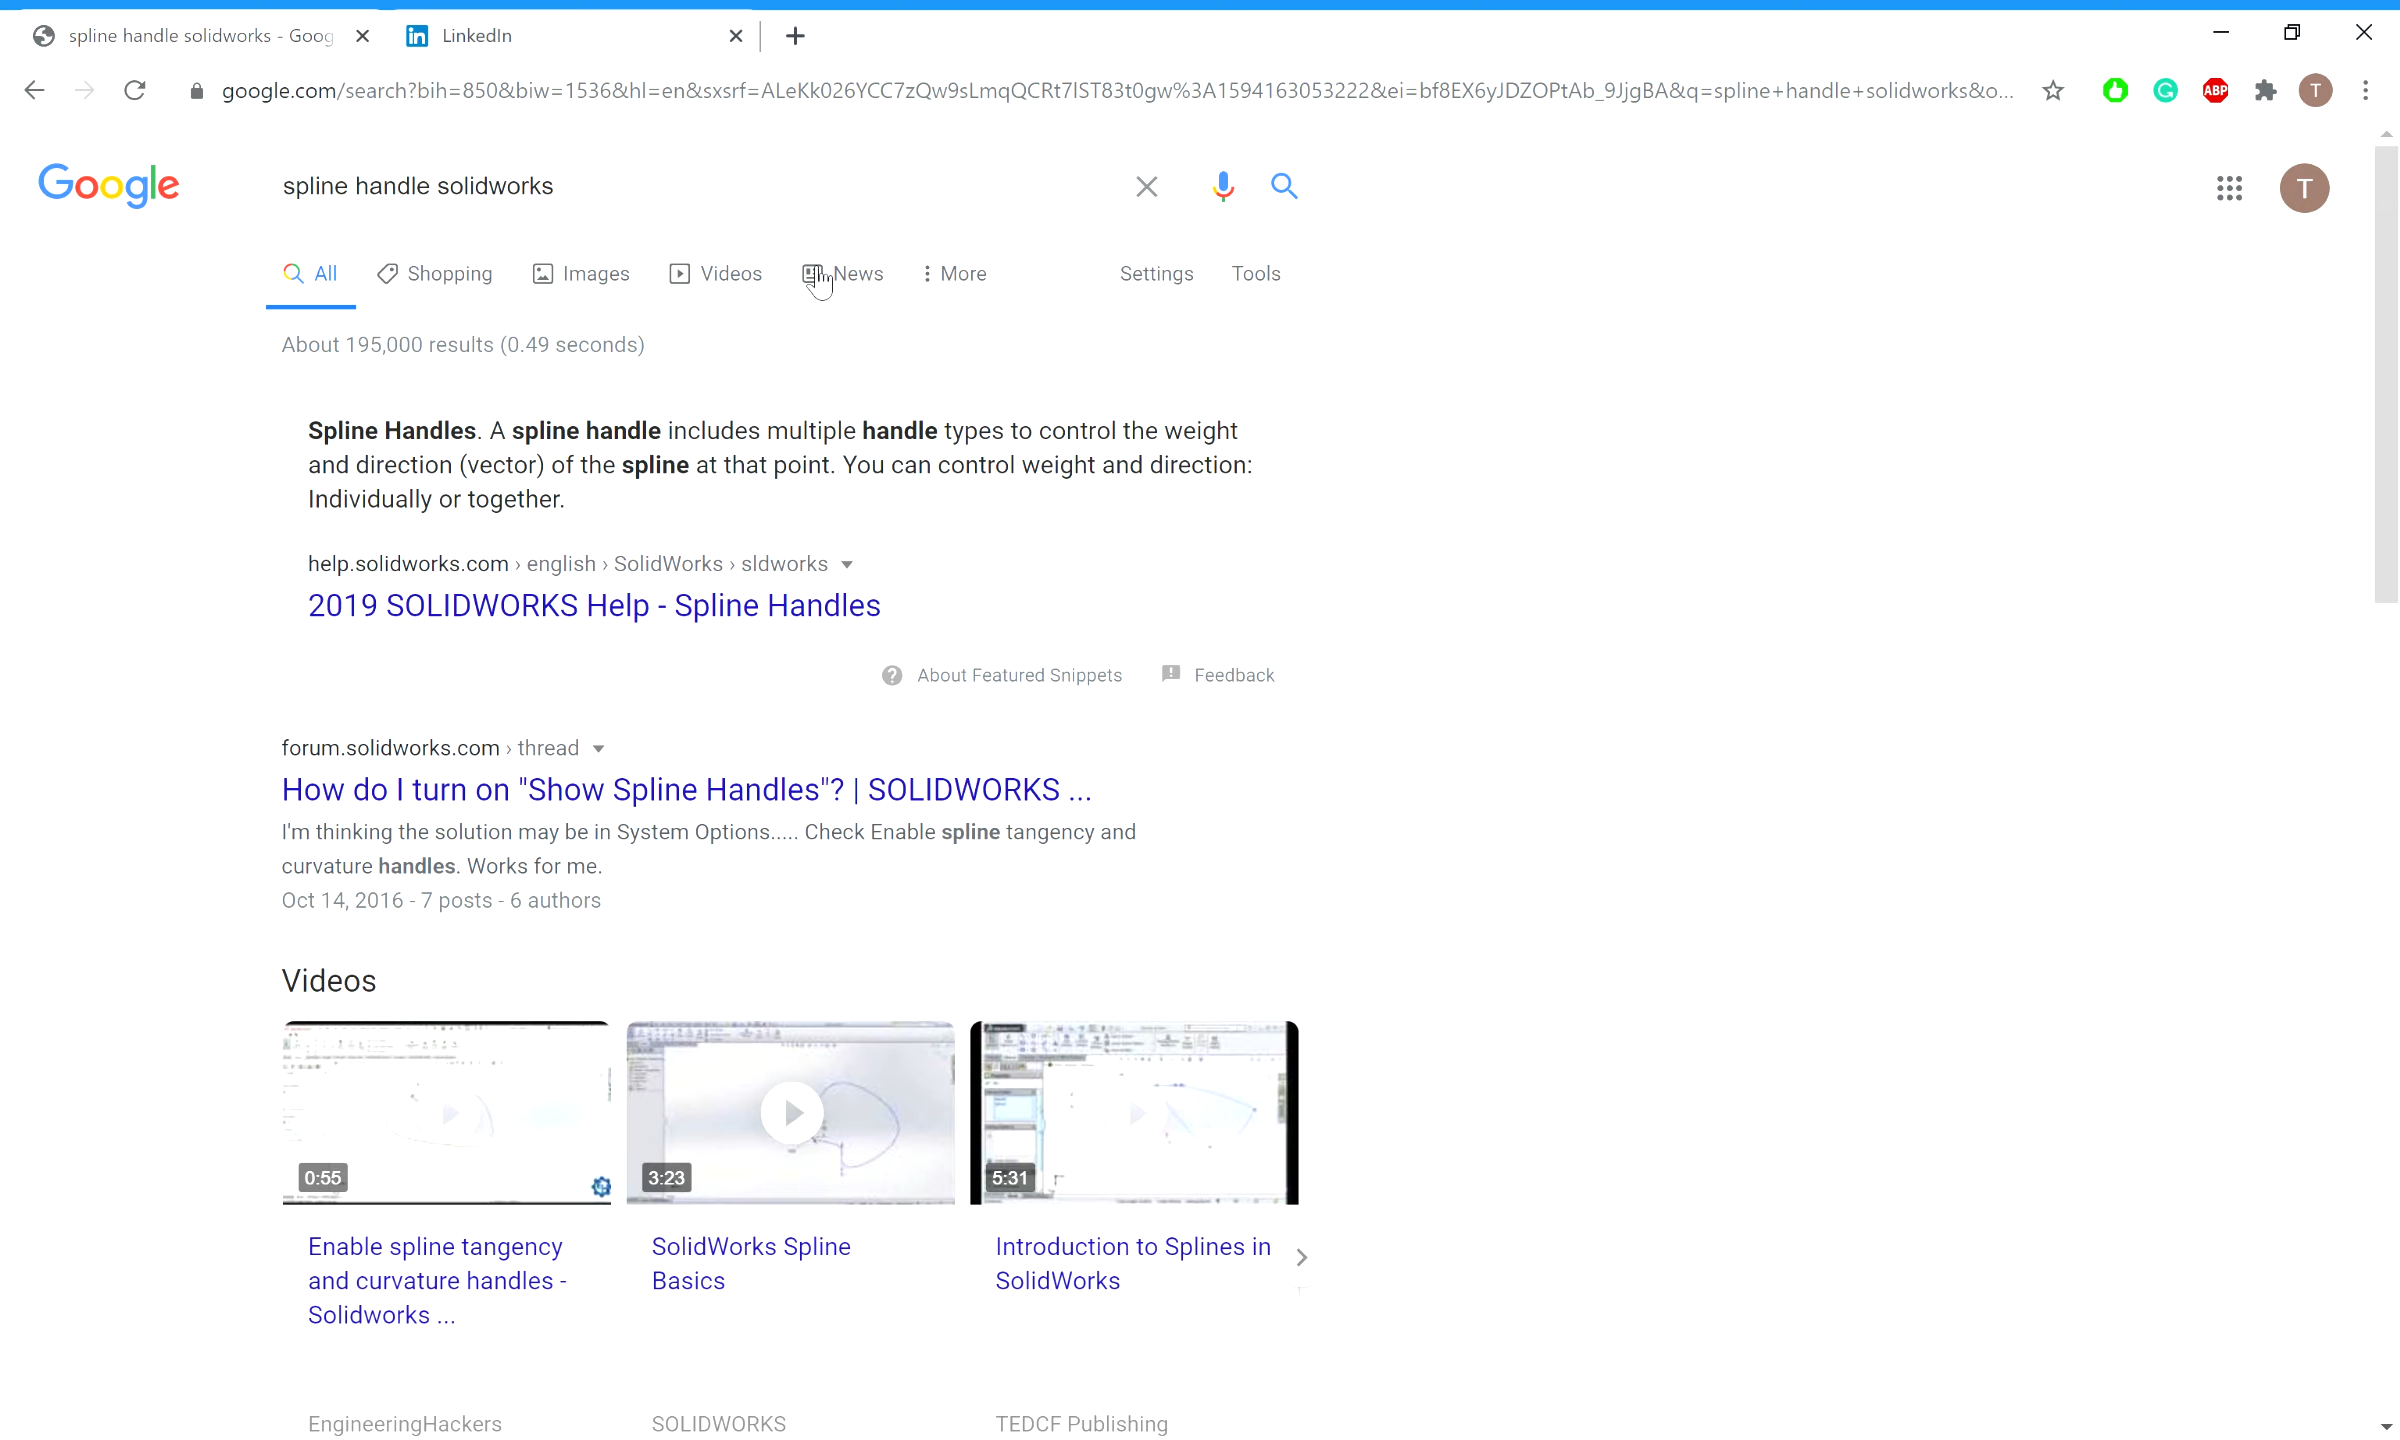 spline handle solidworks - Goog
LinkedIn
google.com/search?bih=850&biw=1536&hl=en&sxsrf=ALeKk026YCC7zQw9sLmqQCRt7lST83t0gw%3A1594163053222&ei=bf8EX6yJDZOPtAb_9JjgBA&q=spline+handle+solidworks&o...
ABP
T
Google
spline handle solidworks
T
All
Shopping
Images
Videos
News
More
Settings
Tools
About 195,000 results (0.49 seconds)
Spline Handles. A spline handle includes multiple handle types to control the weight
and direction (vector) of the spline at that point. You can control weight and direction:
Individually or together.
help.solidworks.com › english › SolidWorks › sldworks
2019 SOLIDWORKS Help - Spline Handles
About Featured Snippets
Feedback
forum.solidworks.com › thread
How do I turn on "Show Spline Handles"? | SOLIDWORKS ...
I'm thinking the solution may be in System Options..... Check Enable spline tangency and
curvature handles. Works for me.
Oct 14, 2016 - 7 posts - 6 authors
Videos
0:55
3:23
5:31
Enable spline tangency
and curvature handles -
Solidworks ...
SolidWorks Spline
Basics
Introduction to Splines in
SolidWorks
EngineeringHackers
SOLIDWORKS
TEDCF Publishing